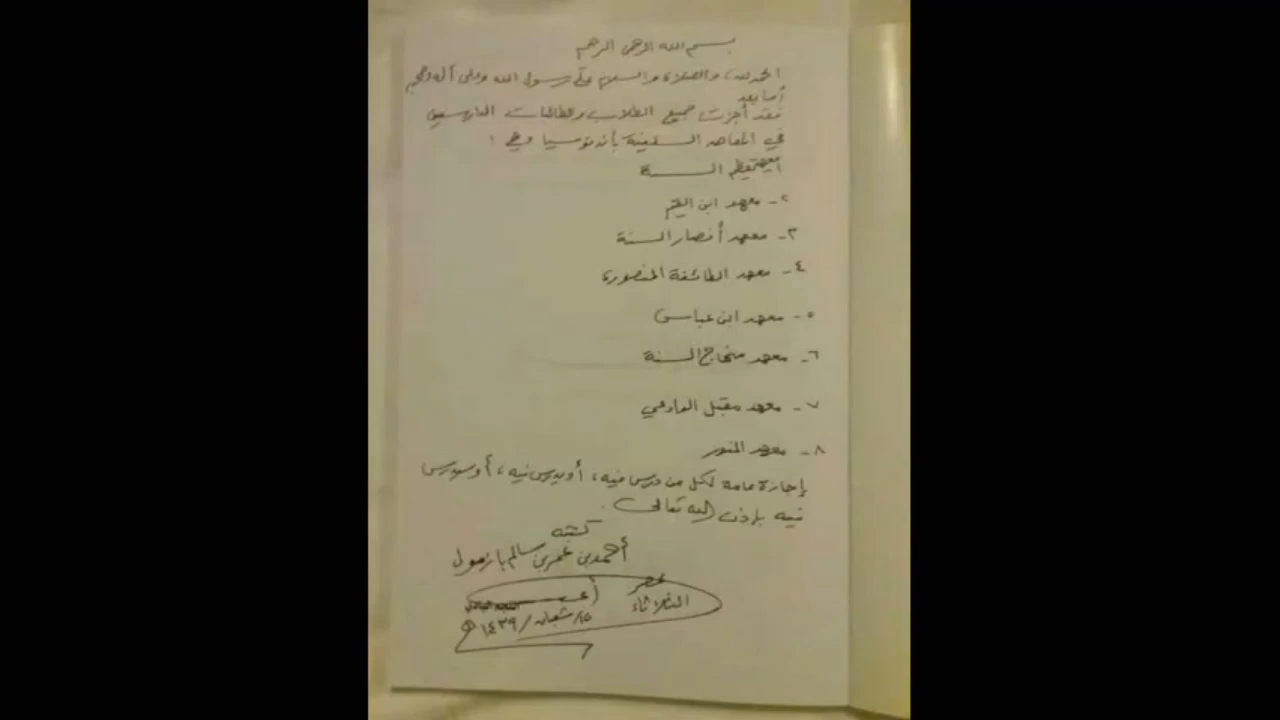 بسم الله الرحمن الرحيم
الحمد لله، والصلاة والسلام على رسول الله وعلى آله وصحبه
أما بعد
فقد أجزت جميع الطلاب والطالبات الدارسين
في المعاهد السلفية بأندونيسيا وهي :
السنة
٢- معهد ابن القيم
٣- معهد أنصار السنة
٤- معهد الطائفة المنصورة
٥- معهد ابن عباس
٦- معهد منهاج السنة
٧- معهد مقبل الوادعي
٨- معهد المنور
إجازة عامة لكل من درس فيه، أو يدرس فيه، أو سيدرس
فيه بإذن الله تعالى.
كتبه
أحمد بن عمر بن سالم بازمول
عصر
الثلاثاء
١٥/شعبان/١٤٣٩هـ